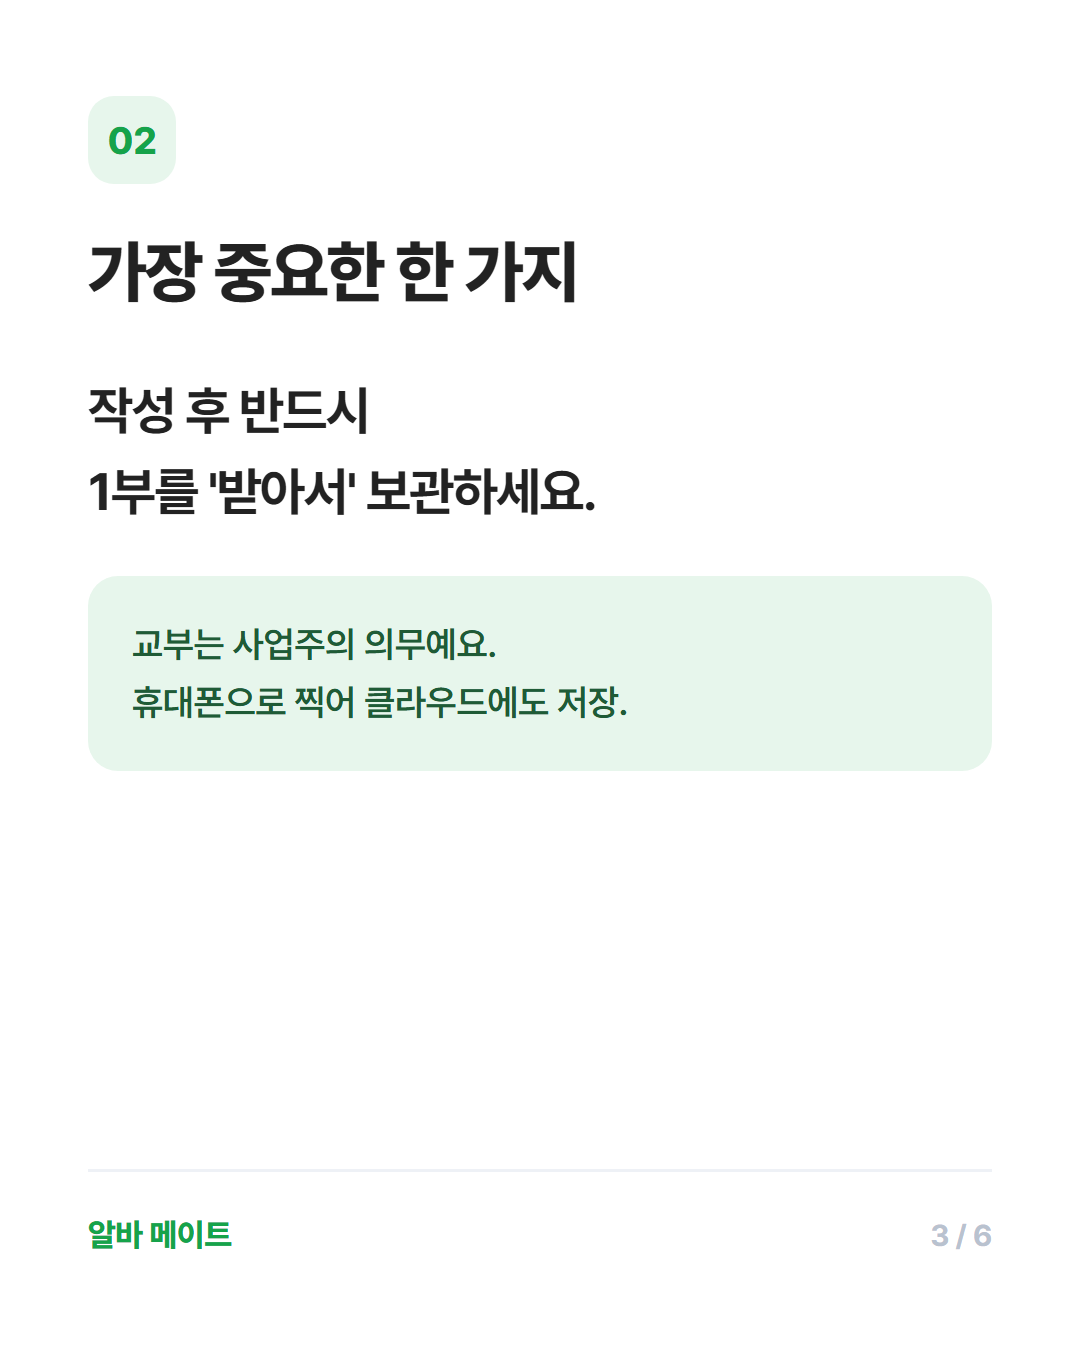 02
가장 중요한 한 가지
작성 후 반드시
1부를 '받아서' 보관하세요.
교부는 사업주의 의무예요.
휴대폰으로 찍어 클라우드에도 저장.
알바 메이트
3 / 6